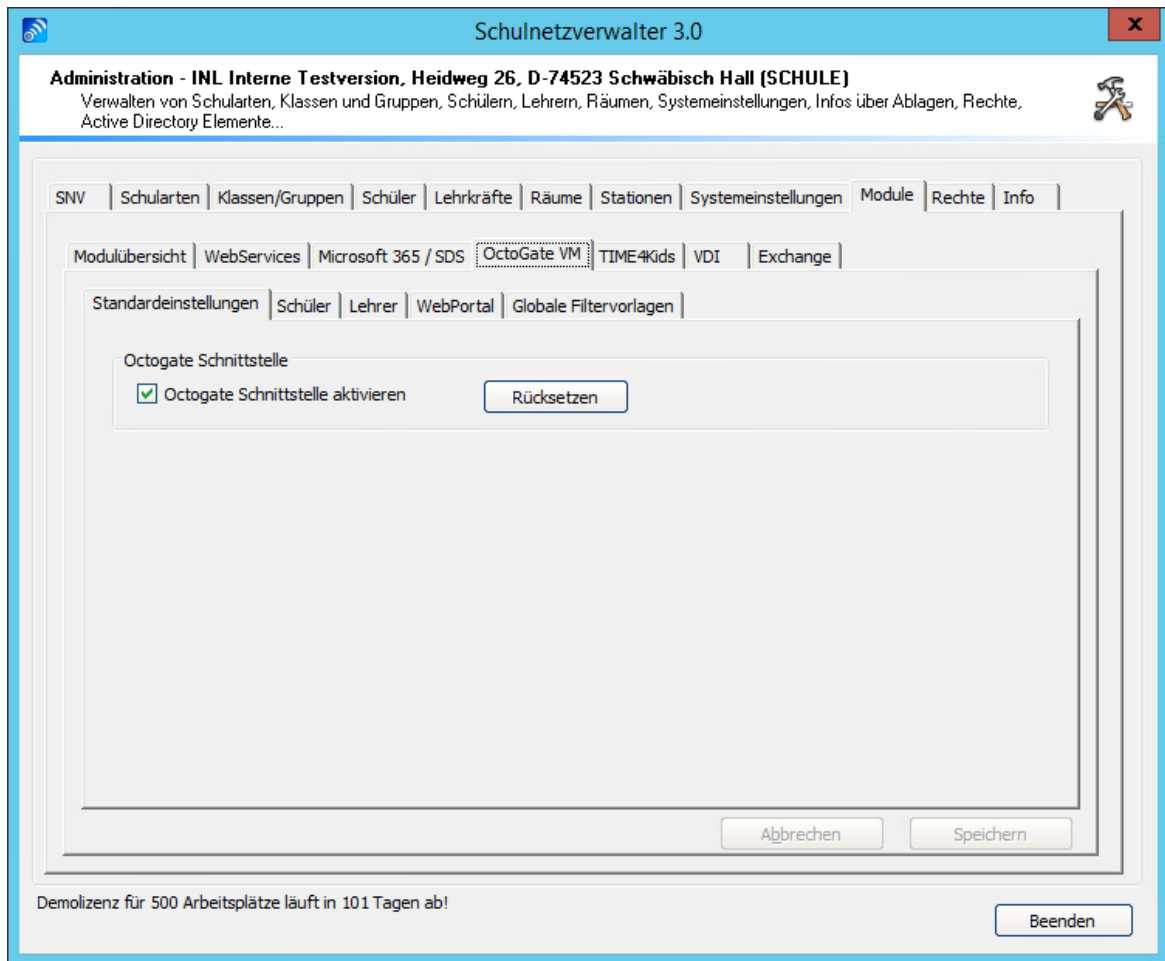 Schulnetzverwalter 3.0
x
Administration - INL Interne Testversion, Heidweg 26, D-74523 Schwäbisch Hall (SCHULE)
Verwalten von Schularten, Klassen und Gruppen, Schülern, Lehrern, Räumen, Systemeinstellungen, Infos über Ablagen, Rechte,
Active Directory Elemente...
SNV Schularten Klassen/Gruppen Schüler Lehrkräfte Räume Stationen Systemeinstellungen Module Rechte Info
Modulübersicht WebServices Microsoft 365 / SDS OctoGate VM TIME4Kids VDI Exchange
Standardeinstellungen Schüler Lehrer WebPortal Globale Filtervorlagen
Octogate Schnittstelle
Octogate Schnittstelle aktivieren Rücksetzen
Abbrechen Speichern
Demolizenz für 500 Arbeitsplätze läuft in 101 Tagen ab!
Beenden